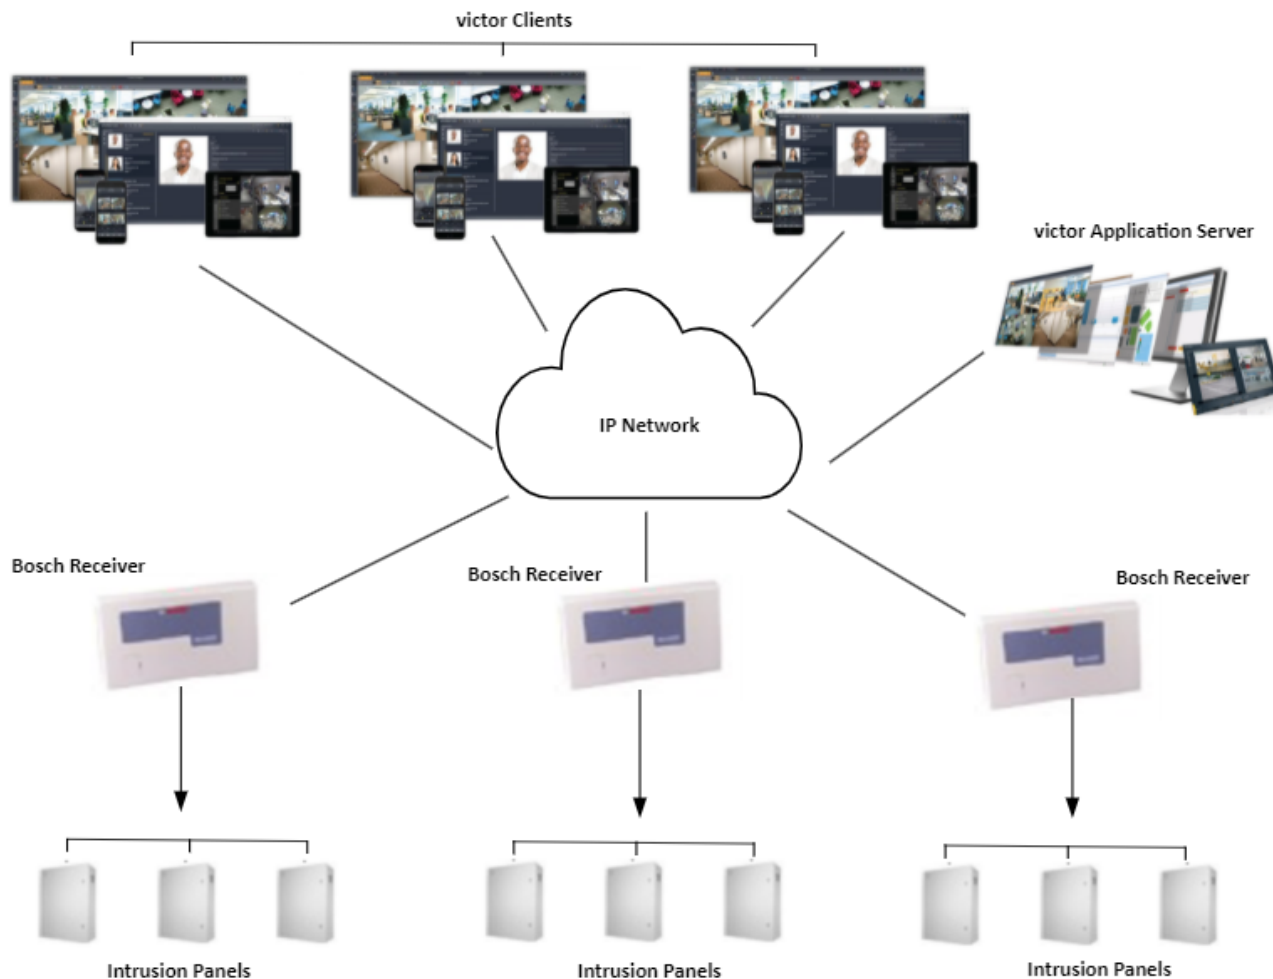 victor Clients
victor Application Server
IP Network
Bosch Receiver
Bosch Receiver
Bosch Receiver
Intrusion Panels
Intrusion Panels
Intrusion Panels